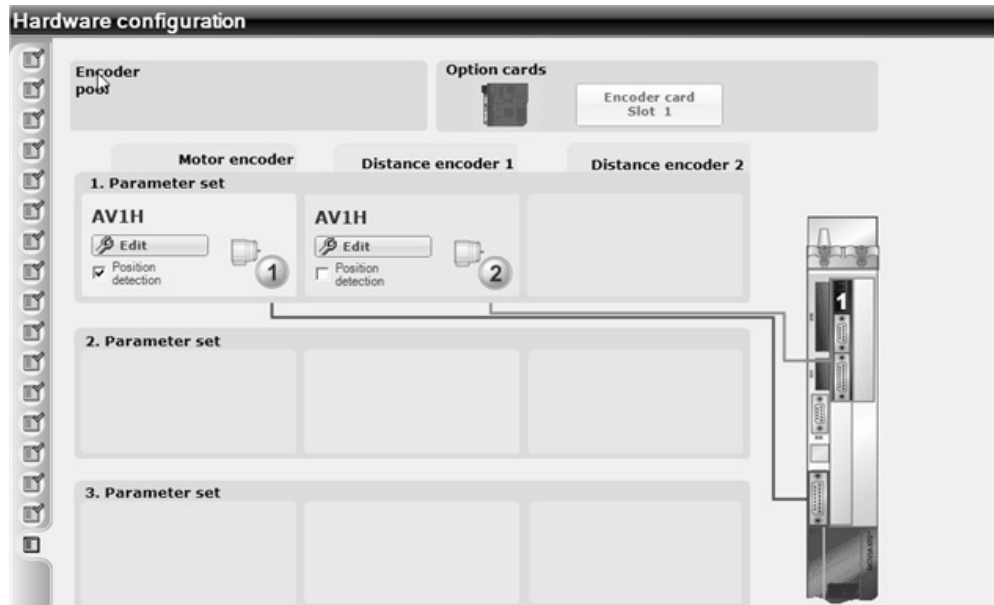 Hardware configuration
Encoder
pool
Option cards
Encoder card
Slot 1
Motor encoder
Distance encoder 1
Distance encoder 2
1. Parameter set
AV1H
Edit
Position
detection
1
AV1H
Edit
Position
detection
2
1
2. Parameter set
3. Parameter set